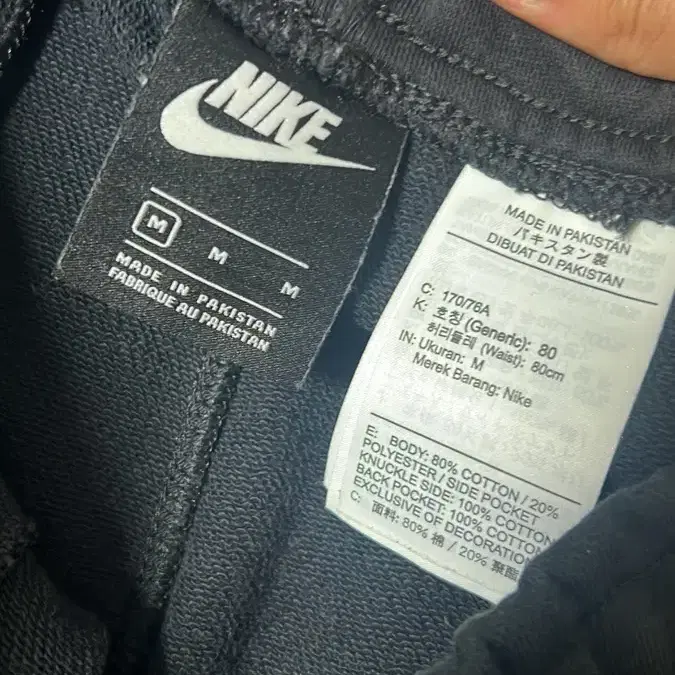 NIKE
M M M
MADE IN PAKISTAN
FABRIQUE AU PAKISTAN
MADE IN PAKISTAN
パキスタン製
DIBUAT DI PAKISTAN
C: 170/76A
K: 호칭 (Generic): 80
허리둘레 (Waist): 80cm
IN: Ukuran: M
Merek Barang: Nike
E: BODY: 80% COTTON / 20%
POLYESTER / SIDE POCKET
KNUCKLE SIDE: 100% COTTON
BACK POCKET: 100% COTTON
EXCLUSIVE OF DECORATION
C: 面料: 80% 棉 / 20% 聚酯